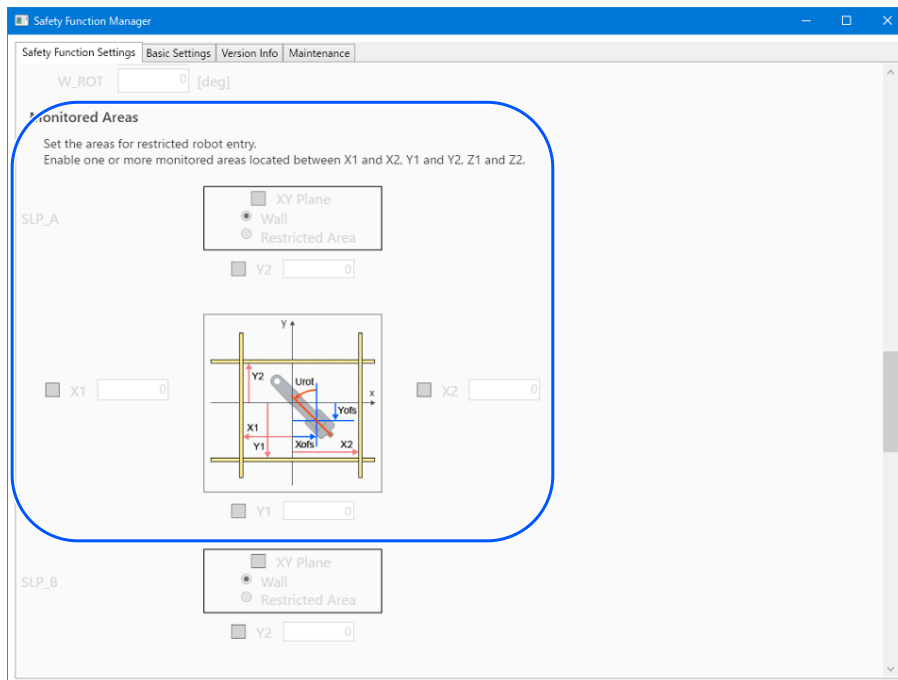 Safety Function Manager
Safety Function Settings Basic Settings Version Info Maintenance
W_ROT 0 [deg]
Monitored Areas
Set the areas for restricted robot entry.
Enable one or more monitored areas located between X1 and X2, Y1 and Y2, Z1 and Z2.
SLP_A
XY Plane
Wall
Restricted Area
Y2 0
X1 0
y
Y2 Urot
x
Yofs
X1
Y1 Xofs X2
X2 0
Y1 0
SLP_B
XY Plane
Wall
Restricted Area
Y2 0